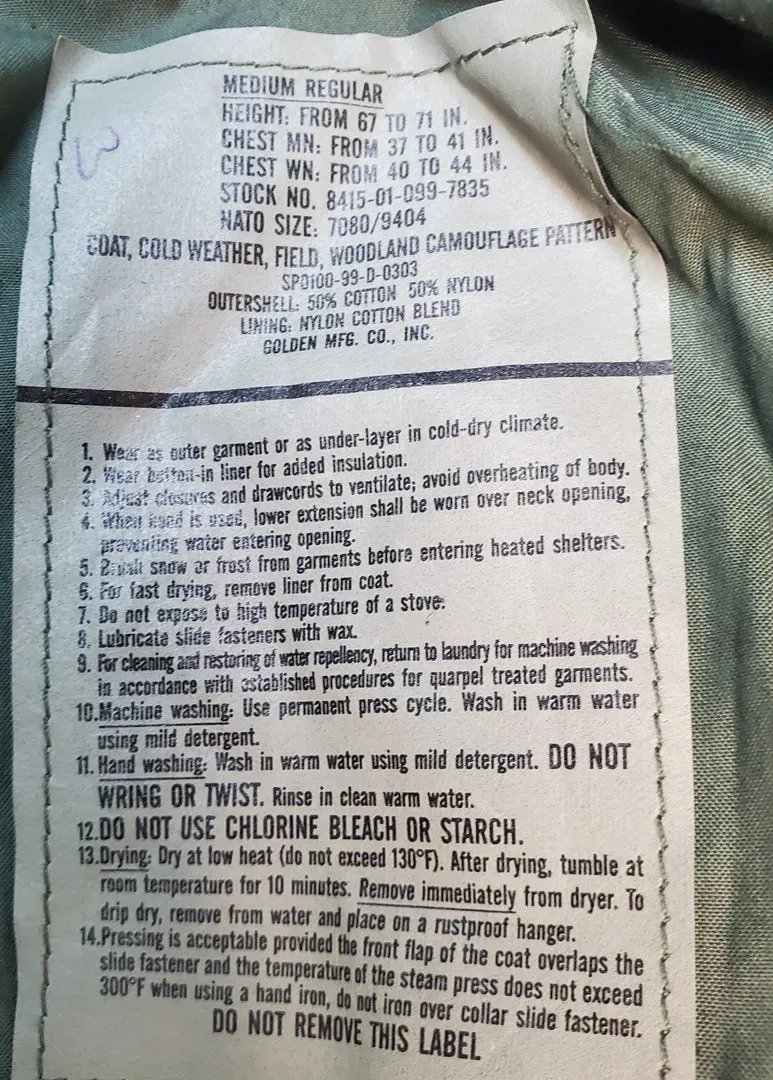 MEDIUM REGULAR
HEIGHT: FROM 67 TO 71 IN.
CHEST MN: FROM 37 TO 41 IN.
CHEST WN: FROM 40 TO 44 IN.
STOCK NO. 8415-01-099-7835
NATO SIZE: 7080/9404
COAT, COLD WEATHER, FIELD, WOODLAND CAMOUFLAGE PATTERN
SPO100-99-D-0303
OUTERSHELL: 50% COTTON 50% NYLON
LINING: NYLON COTTON BLEND
GOLDEN MFG. CO., INC.
1. Wear as outer garment or as under-layer in cold-dry climate.
2. Wear button-in liner for added insulation.
3. Adjust closures and drawcords to ventilate; avoid overheating of body.
4. When hood is used, lower extension shall be worn over neck opening,
preventing water entering opening.
5. Brush snow or frost from garments before entering heated shelters.
6. For fast drying, remove liner from coat.
7. Do not expose to high temperature of a stove.
8. Lubricate slide fasteners with wax.
9. For cleaning and restoring of water repellency, return to laundry for machine washing
in accordance with established procedures for quarpel treated garments.
10.Machine washing: Use permanent press cycle. Wash in warm water
using mild detergent.
11. Hand washing: Wash in warm water using mild detergent. DO NOT
WRING OR TWIST. Rinse in clean warm water.
12.DO NOT USE CHLORINE BLEACH OR STARCH.
13.Drying: Dry at low heat (do not exceed 130°F). After drying, tumble at
room temperature for 10 minutes. Remove immediately from dryer. To
drip dry, remove from water and place on a rustproof hanger.
14.Pressing is acceptable provided the front flap of the coat overlaps the
slide fastener and the temperature of the steam press does not exceed
300°F when using a hand iron, do not iron over collar slide fastener.
DO NOT REMOVE THIS LABEL